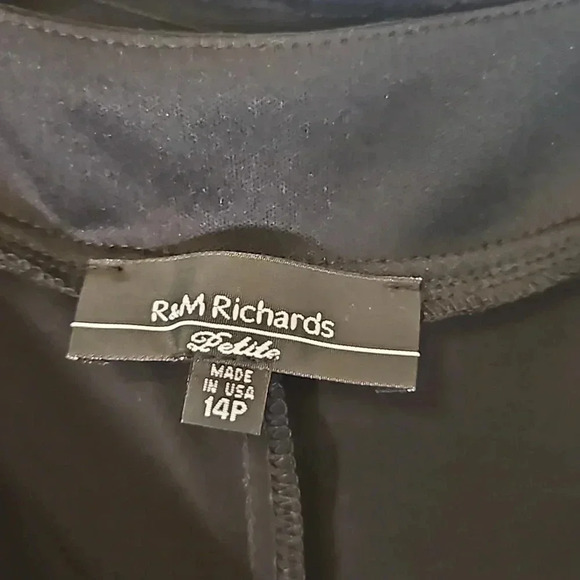 R&M Richards
Petite
MADE
IN USA
14P